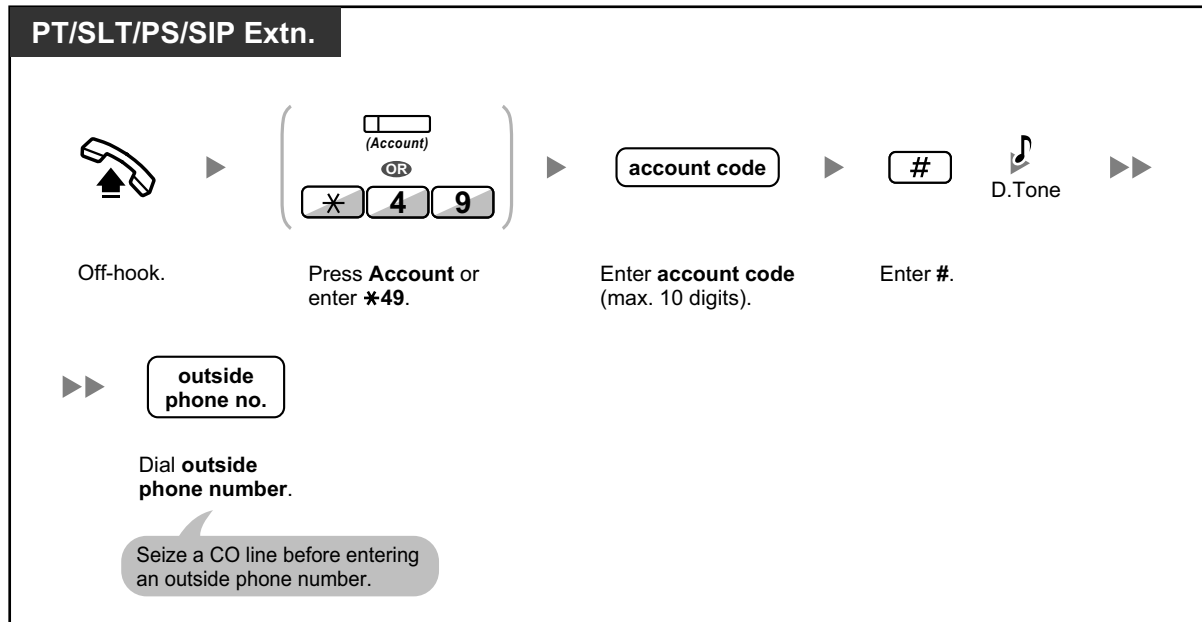 PT/SLT/PS/SIP Extn.
(Account)
OR
* 4 9
account code
#
D.Tone
Off-hook.
Press Account or
enter *49.
Enter account code
(max. 10 digits).
Enter #.
outside
phone no.
Dial outside
phone number.
Seize a CO line before entering
an outside phone number.